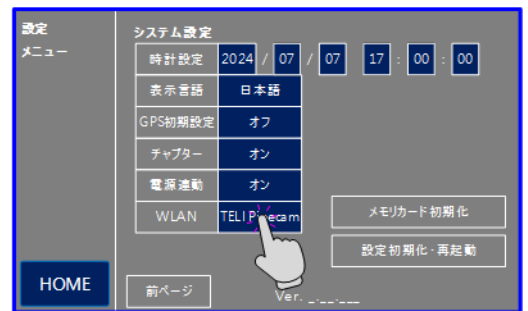 設定
メニュー
システム設定
時計設定 2024 / 07 / 07 17 : 00 : 00
表示言語 日本語
GPS初期設定 オフ
チャプター オン
電源連動 オン
WLAN TELI
メモリカード初期化
設定初期化・再起動
HOME
前ページ
Ver. _.__.___